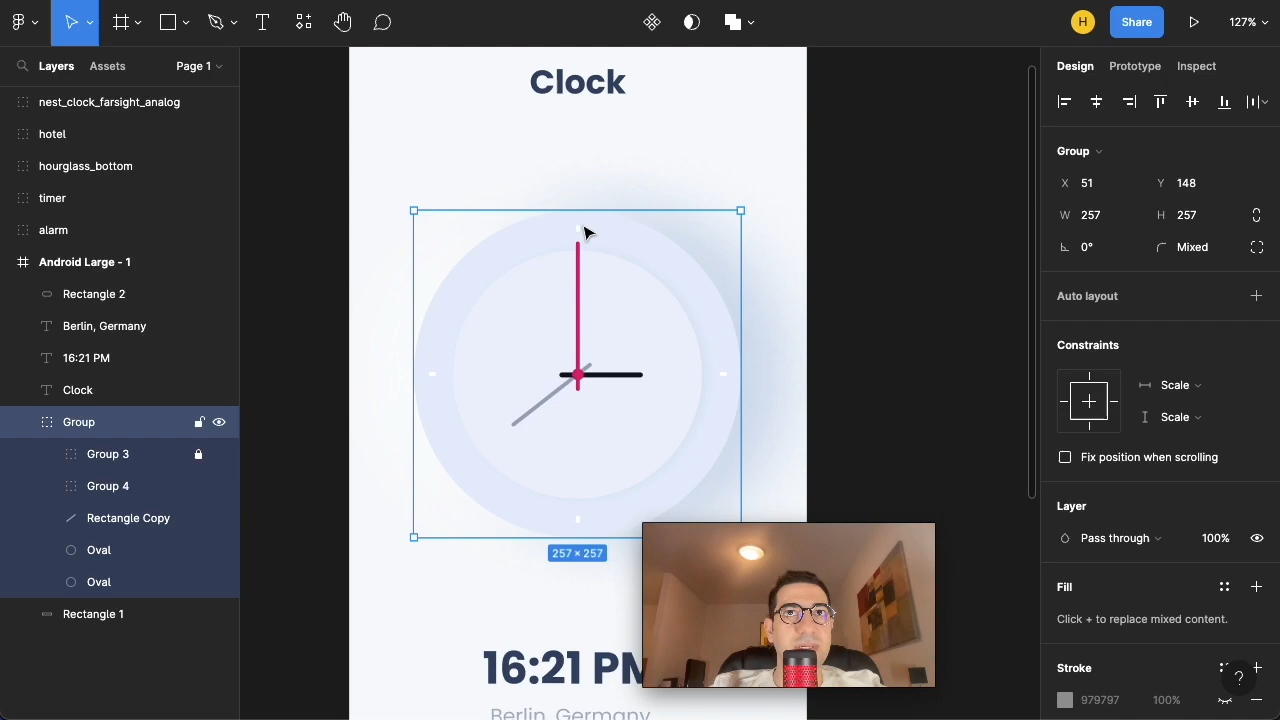 H
Share
127%
Layers
Assets
Page 1
nest_clock_farsight_analog
hotel
hourglass_bottom
timer
alarm
Android Large - 1
Rectangle 2
Berlin, Germany
16:21 PM
Clock
Group
Group 3
Group 4
Rectangle Copy
Oval
Oval
Rectangle 1
Clock
257 × 257
16:21 PM
Berlin, Germany
Design
Prototype
Inspect
Group
X 51
Y 148
W 257
H 257
0°
Mixed
Auto layout
Constraints
Scale
Scale
Fix position when scrolling
Layer
Pass through
100%
Fill
Click + to replace mixed content.
Stroke
979797
100%
?